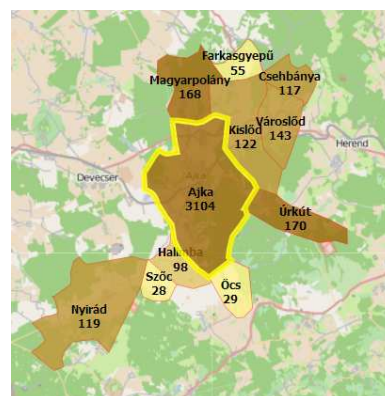 Farkasgyepű
55
Magyarpolány
168
Csehbánya
117
Városlőd
143
Kislőd
122
Herend
Devecser
Ajka
3104
Úrkút
170
Halimba
98
Szőc
28
Öcs
29
Nyirád
119